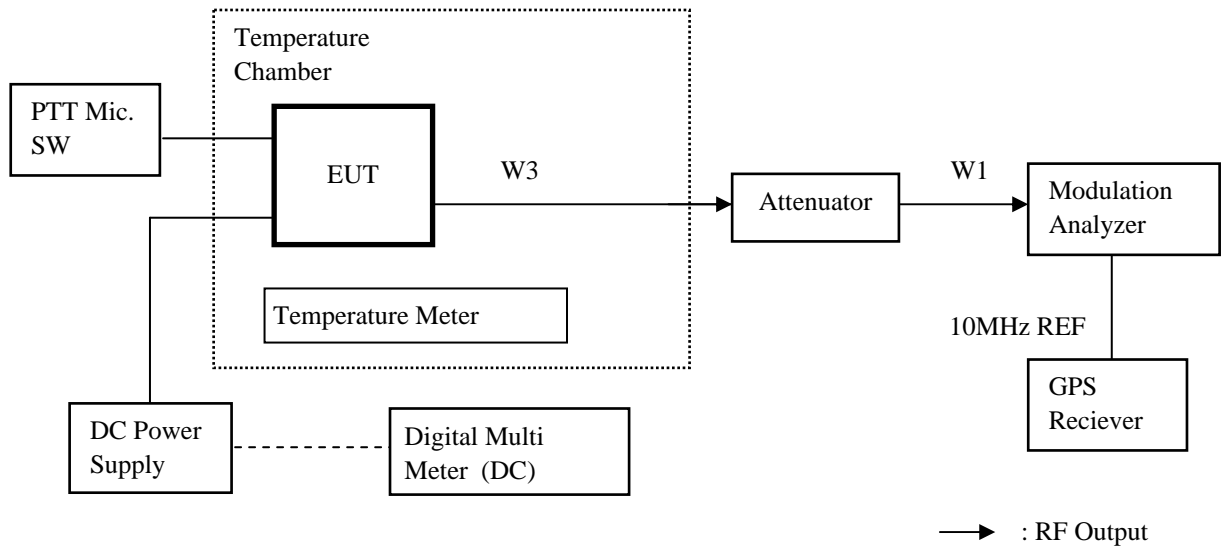 Temperature
Chamber
PTT Mic.
SW
EUT
W3
Attenuator
W1
Modulation
Analyzer
Temperature Meter
10MHz REF
GPS
Reciever
DC Power
Supply
Digital Multi
Meter (DC)
: RF Output